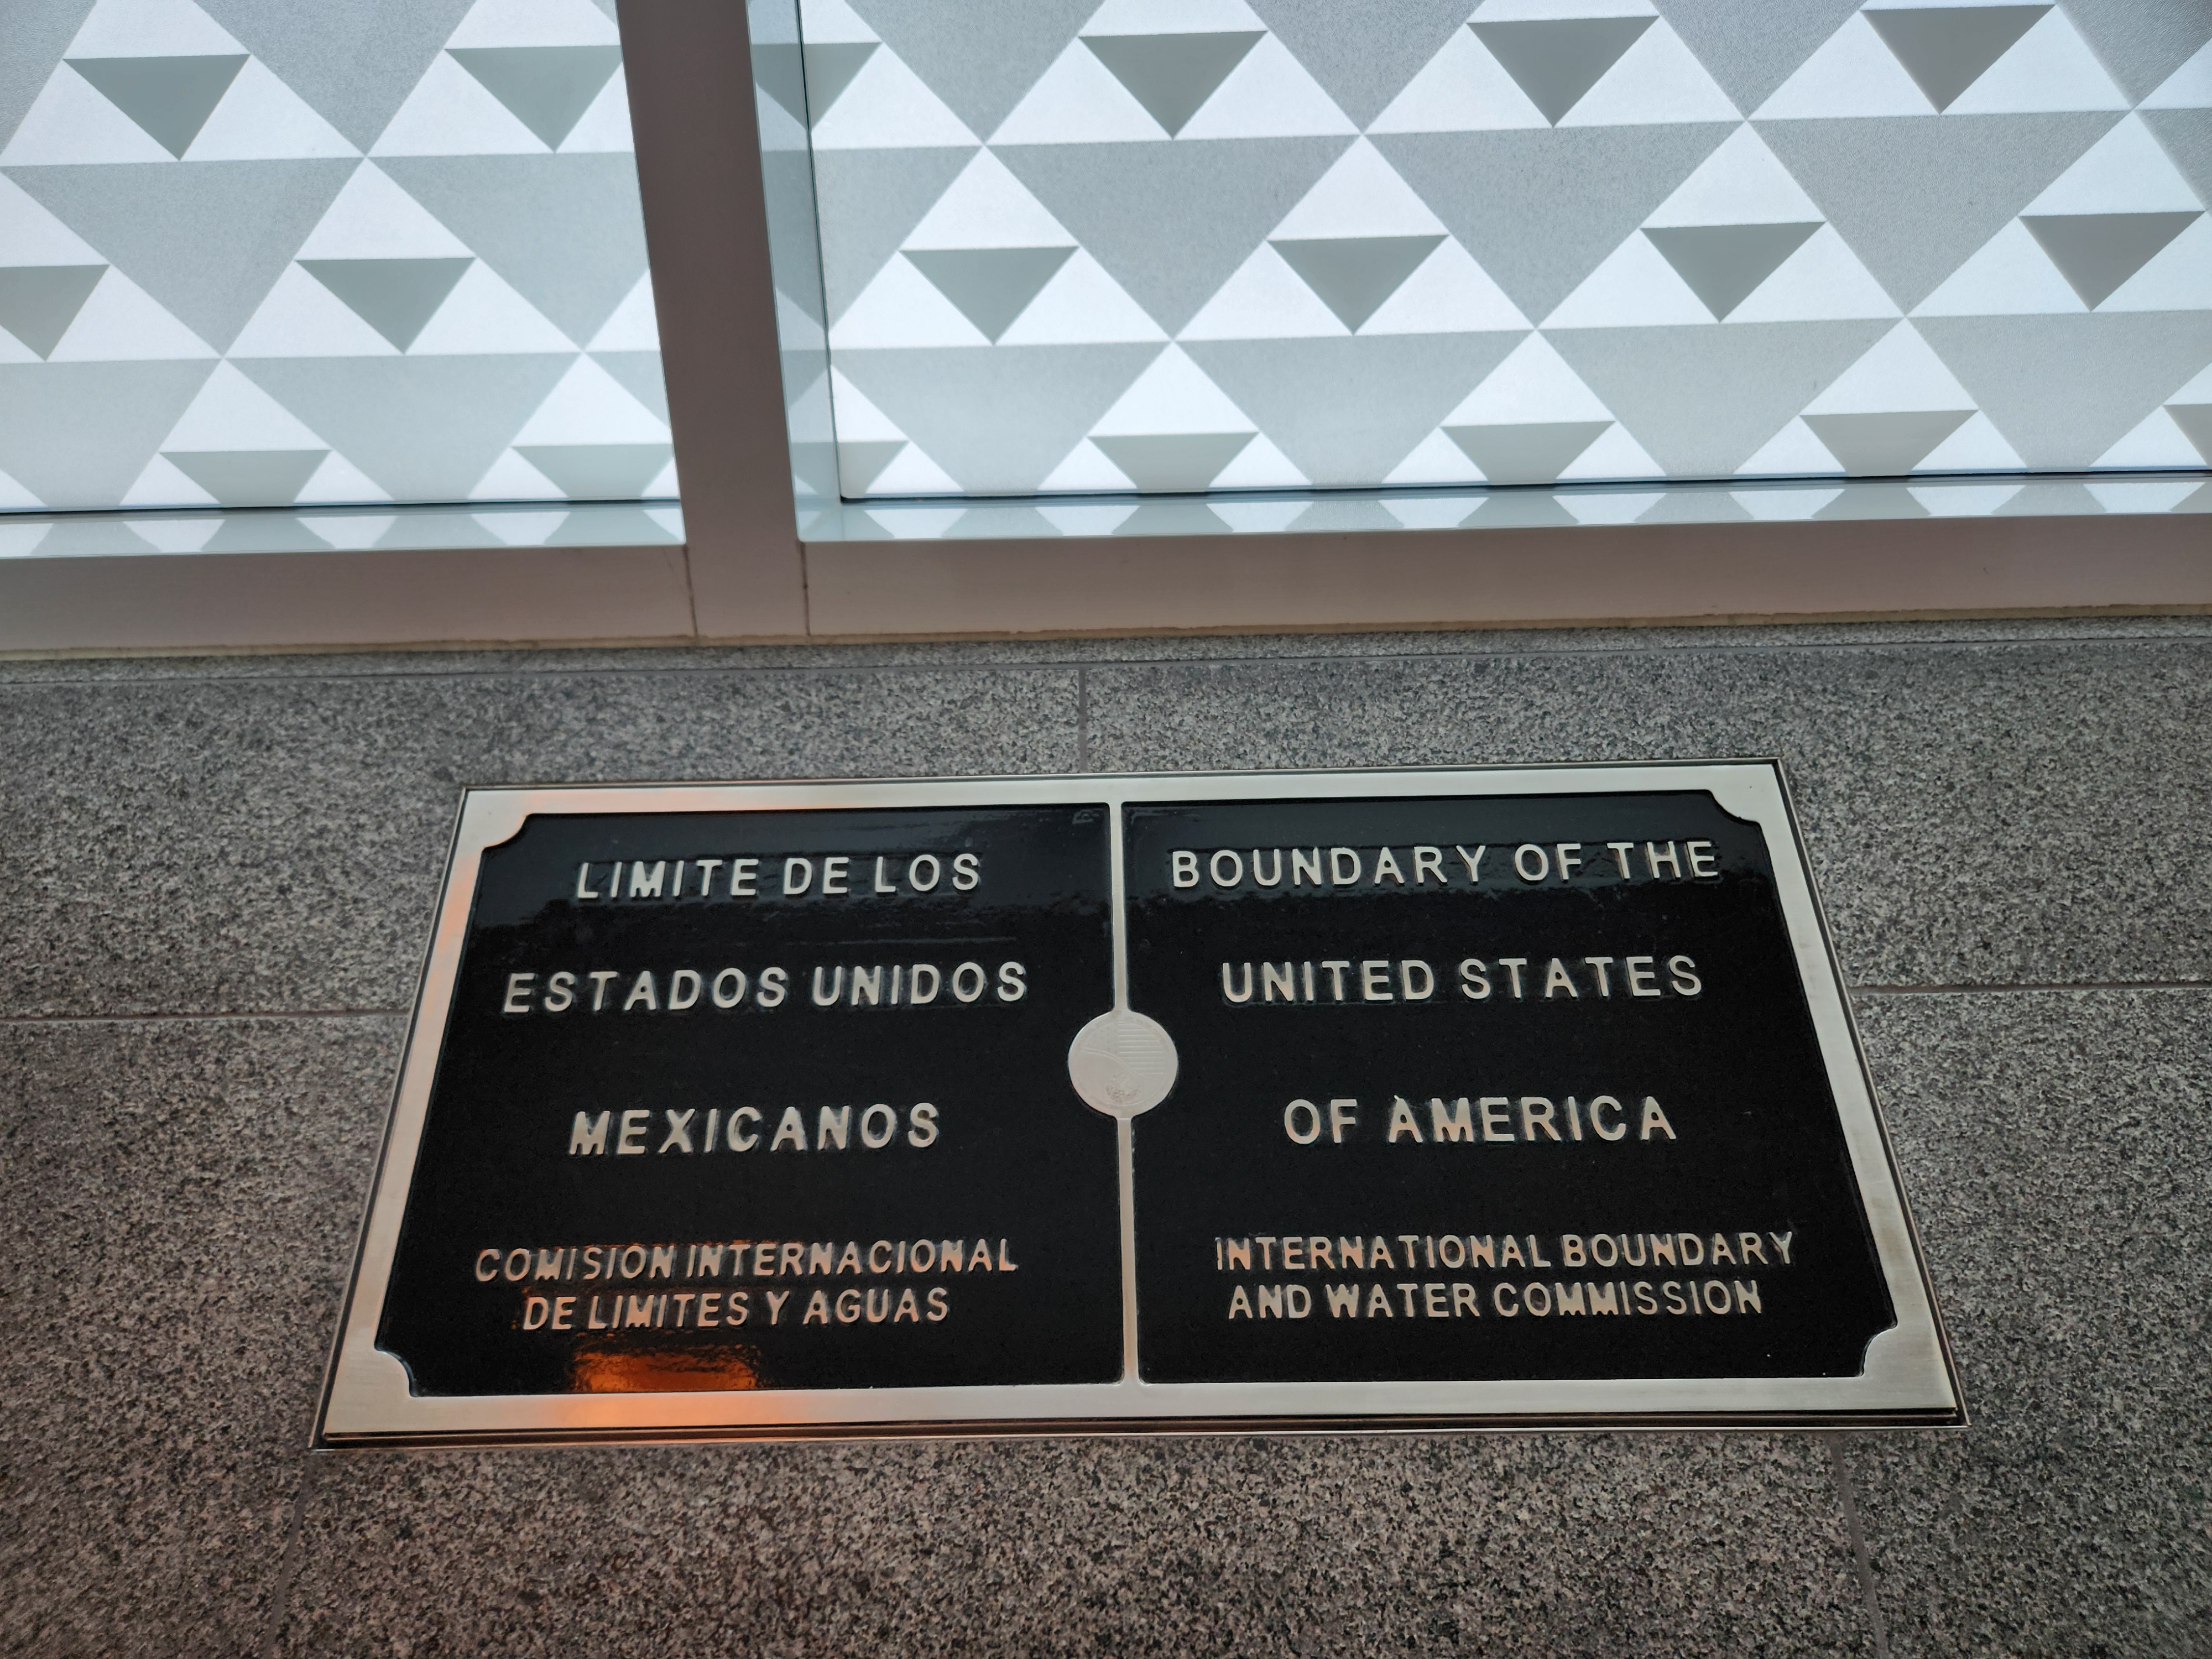 LIMITE DE LOS
ESTADOS UNIDOS
MEXICANOS
COMISION INTERNACIONAL
DE LIMITES Y AGUAS
BOUNDARY OF THE
UNITED STATES
OF AMERICA
INTERNATIONAL BOUNDARY
AND WATER COMMISSION